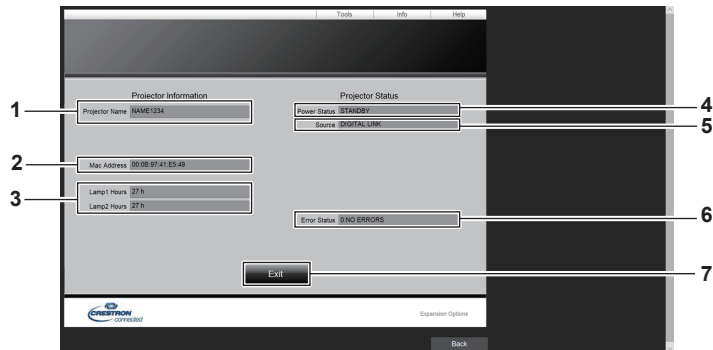 Tools Info Help
Projector Information
Projector Status
1
Projector Name NAME1234
Power Status STANDBY
4
Source DIGITAL LINK
5
2
Mac Address 00:0B:97:41:E5:49
3
Lamp1 Hours 27 h
Lamp2 Hours 27 h
Error Status 0:NO ERRORS
6
Exit
7
CRESTRON
connected
Expansion Options
Back